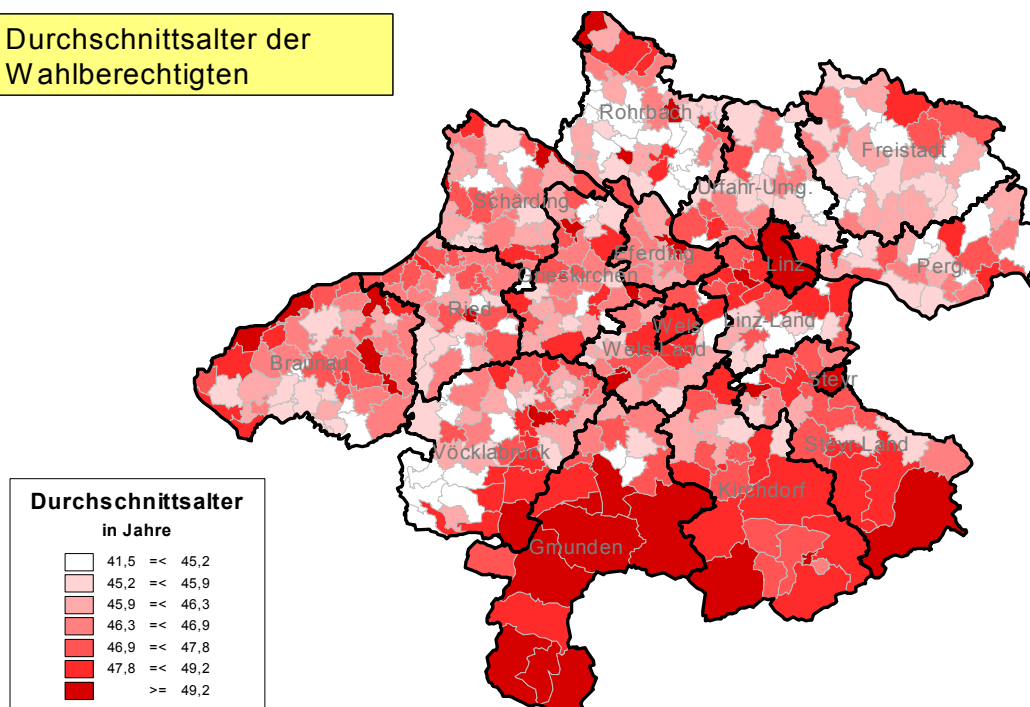 Durchschnittsalter der
Wahlberechtigten
Rohrbach
Freistadt
Urfahr-Umg.
Schärding
Eferding
Linz
Perg
Grieskirchen
Ried
Wels
Linz-Land
Wels-Land
Braunau
Steyr
Steyr-Land
Vöcklabruck
Kirchdorf
Gmunden
Durchschnittsalter
in Jahre
41,5 =< 45,2
45,2 =< 45,9
45,9 =< 46,3
46,3 =< 46,9
46,9 =< 47,8
47,8 =< 49,2
>= 49,2